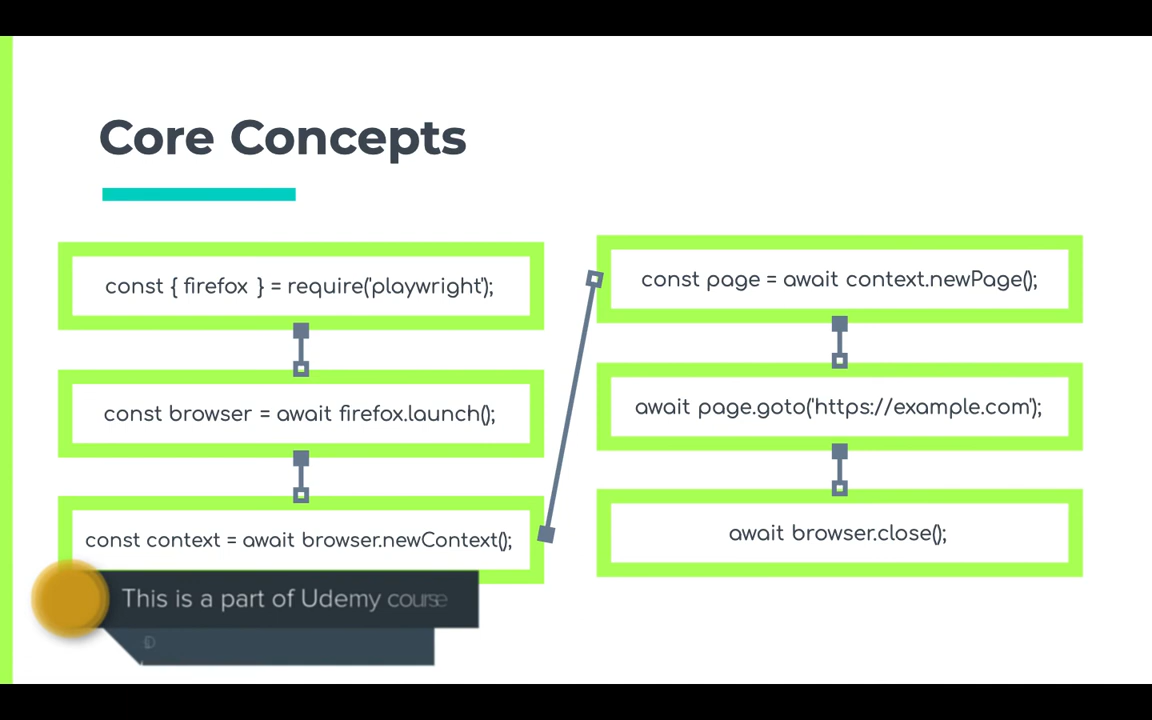 Core Concepts
const { firefox } = require('playwright');
const browser = await firefox.launch();
const context = await browser.newContext();
const page = await context.newPage();
await page.goto('https://example.com');
await browser.close();
This is a part of Udemy course